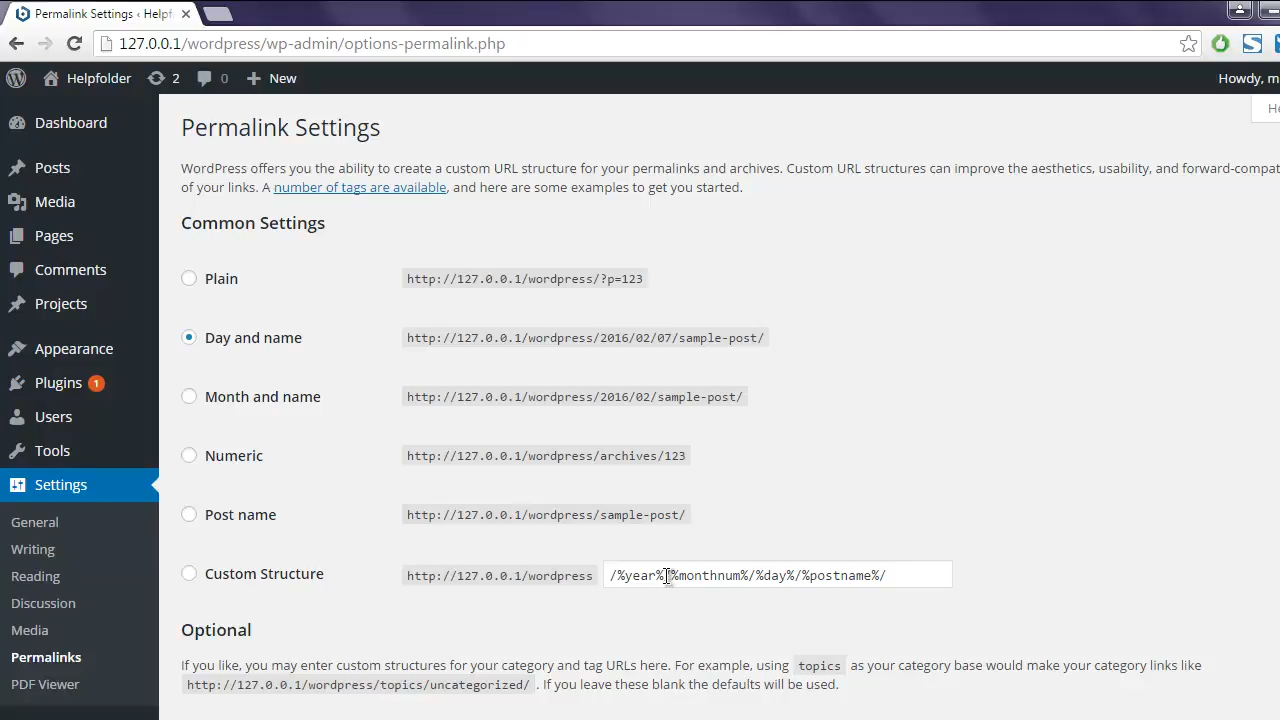 Permalink Settings ‹ Helpf
127.0.0.1/wordpress/wp-admin/options-permalink.php
Helpfolder 2 0 New Howdy, m
Dashboard
Posts
Media
Pages
Comments
Projects
Appearance
Plugins 1
Users
Tools
Settings
General
Writing
Reading
Discussion
Media
Permalinks
PDF Viewer
He
Permalink Settings
WordPress offers you the ability to create a custom URL structure for your permalinks and archives. Custom URL structures can improve the aesthetics, usability, and forward-compat
of your links. A number of tags are available, and here are some examples to get you started.
Common Settings
Plain http://127.0.0.1/wordpress/?p=123
Day and name http://127.0.0.1/wordpress/2016/02/07/sample-post/
Month and name http://127.0.0.1/wordpress/2016/02/sample-post/
Numeric http://127.0.0.1/wordpress/archives/123
Post name http://127.0.0.1/wordpress/sample-post/
Custom Structure http://127.0.0.1/wordpress /%year%/%monthnum%/%day%/%postname%/
Optional
If you like, you may enter custom structures for your category and tag URLs here. For example, using topics as your category base would make your category links like
http://127.0.0.1/wordpress/topics/uncategorized/ . If you leave these blank the defaults will be used.